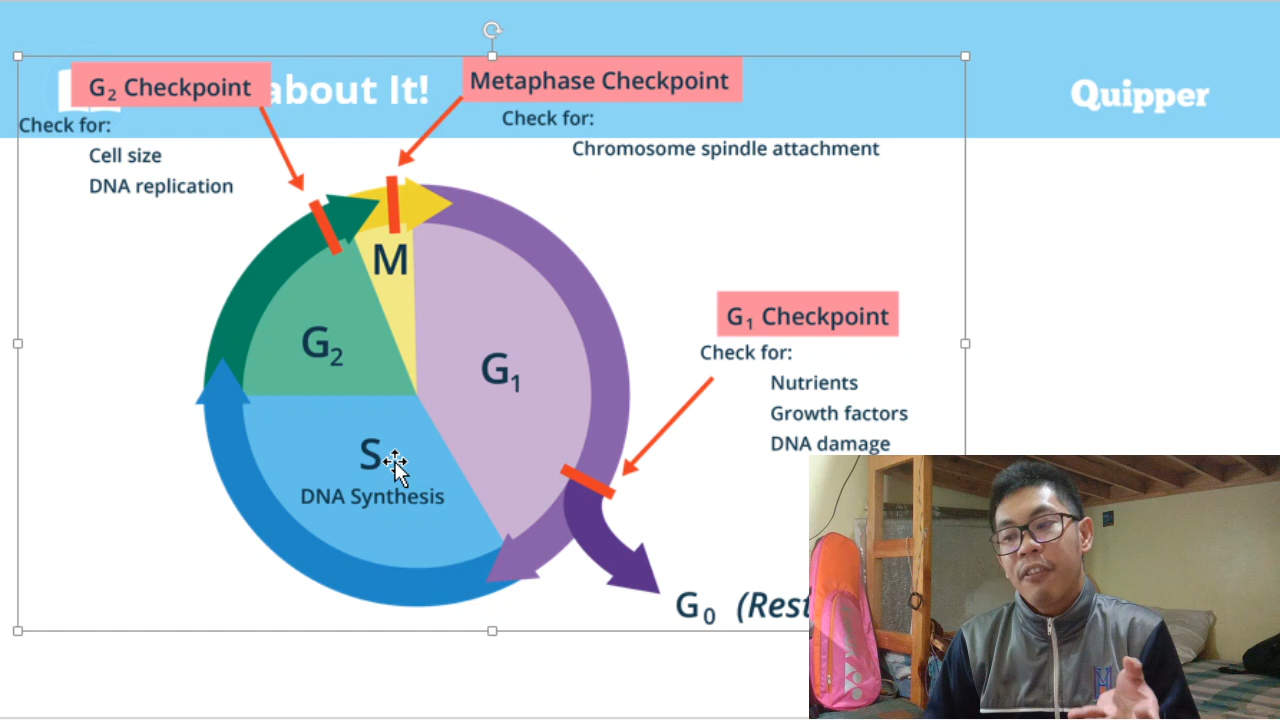 G2 Checkpoint
about It!
Metaphase Checkpoint
Quipper
Check for:
Cell size
DNA replication
Check for:
Chromosome spindle attachment
M
G2
G1
G1 Checkpoint
Check for:
Nutrients
Growth factors
DNA damage
S
DNA Synthesis
G0 (Rest